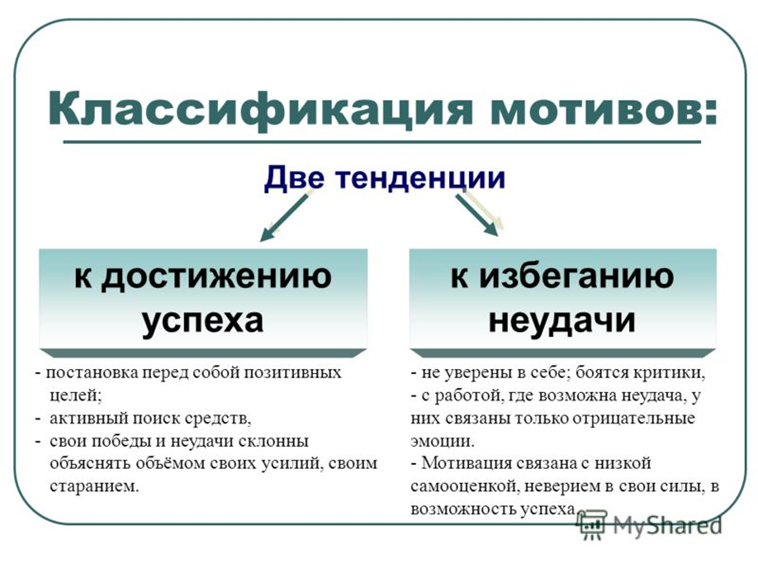 Классификация мотивов:
Две тенденции
к достижению
успеха
- постановка перед собой позитивных
целей;
- активный поиск средств,
- свои победы и неудачи склонны
объяснять объёмом своих усилий, своим
старанием.
к избеганию
неудачи
- не уверены в себе; боятся критики,
- с работой, где возможна неудача, у
них связаны только отрицательные
эмоции.
- Мотивация связана с низкой
самооценкой, неверием в свои силы, в
возможность успеха.
MyShared